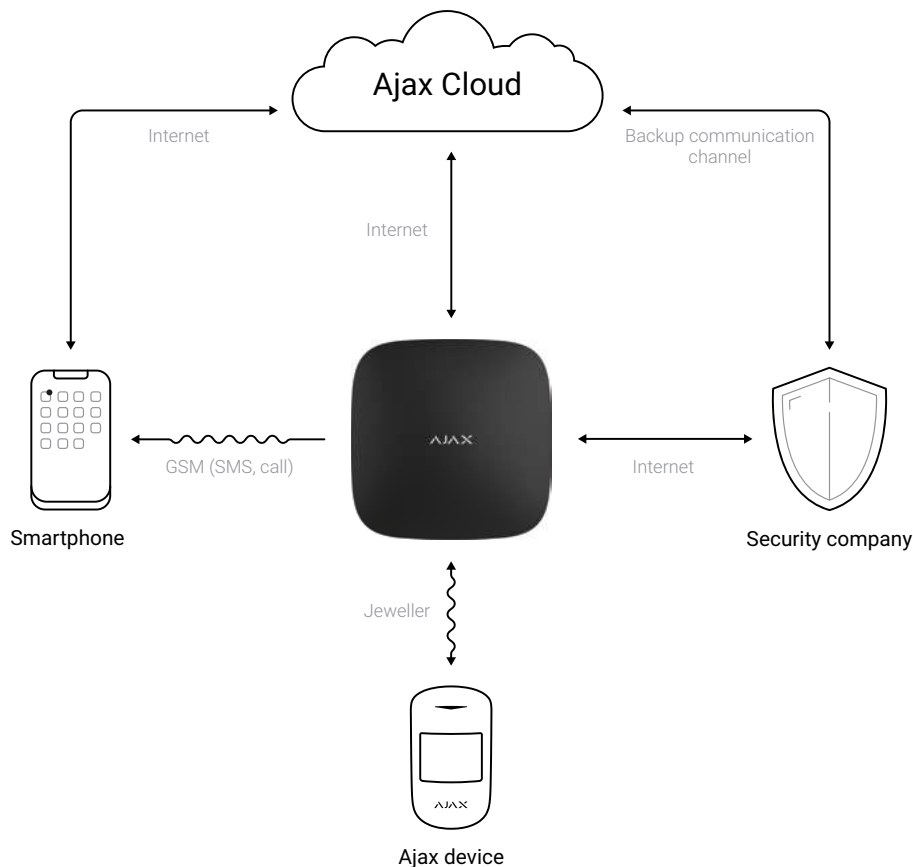 Ajax Cloud
Internet
Backup communication
channel
Internet
AJAX
GSM (SMS, call)
Internet
Smartphone
Security company
Jeweller
AJAX
Ajax device